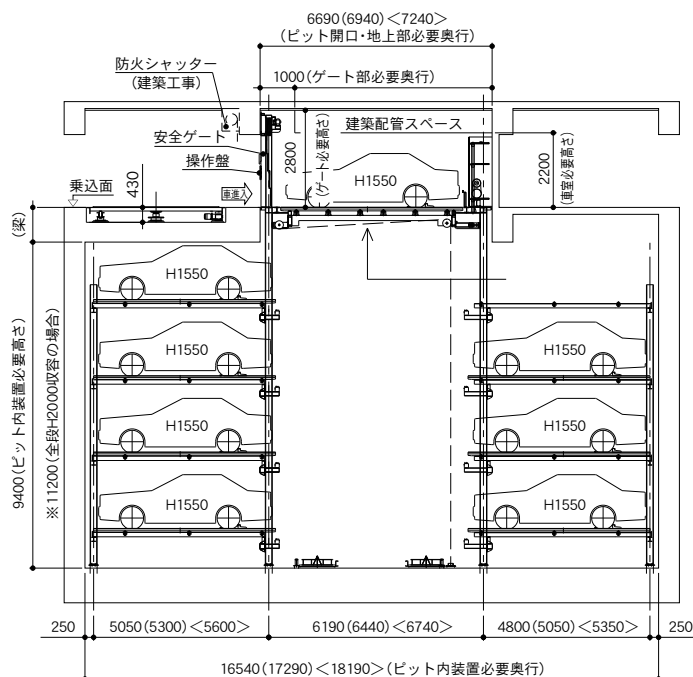 6690(6940)<7240>
(ピット開口・地上部必要奥行)
防火シャッター
(建築工事)
1000(ゲート部必要奥行)
安全ゲート
操作盤
建築配管スペース
2800
(ゲート必要高さ)
H1550
2200
(車室必要高さ)
乗込面
430
車進入
(梁)
9400(ピット内装置必要高さ)
※11200(全段H2000収容の場合)
H1550
H1550
H1550
H1550
H1550
H1550
H1550
250
5050(5300)<5600>
6190(6440)<6740>
4800(5050)<5350>
250
16540(17290)<18190>(ピット内装置必要奥行)